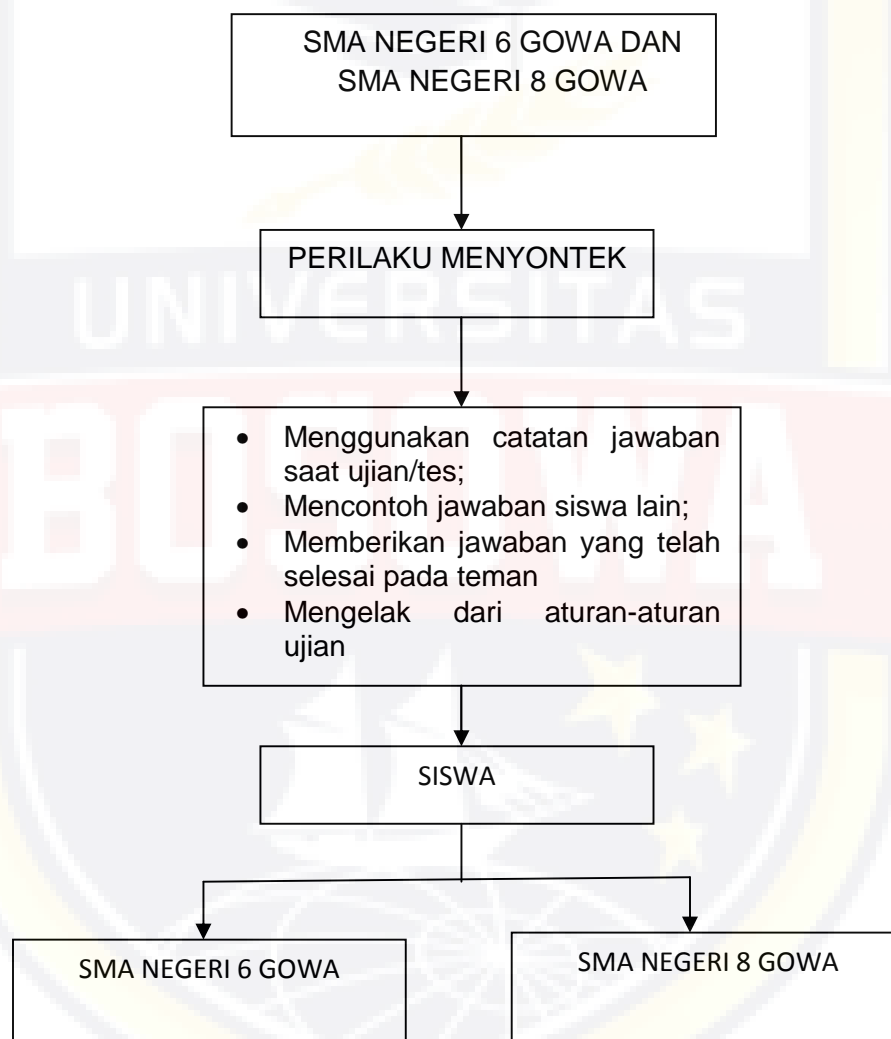 SMA NEGERI 6 GOWA DAN
SMA NEGERI 8 GOWA
PERILAKU MENYONTEK
UNIVERSITAS
BOSOWA
• Menggunakan catatan jawaban
saat ujian/tes;
• Mencontoh jawaban siswa lain;
• Memberikan jawaban yang telah
selesai pada teman
• Mengelak dari aturan-aturan
ujian
SISWA
SMA NEGERI 6 GOWA
SMA NEGERI 8 GOWA